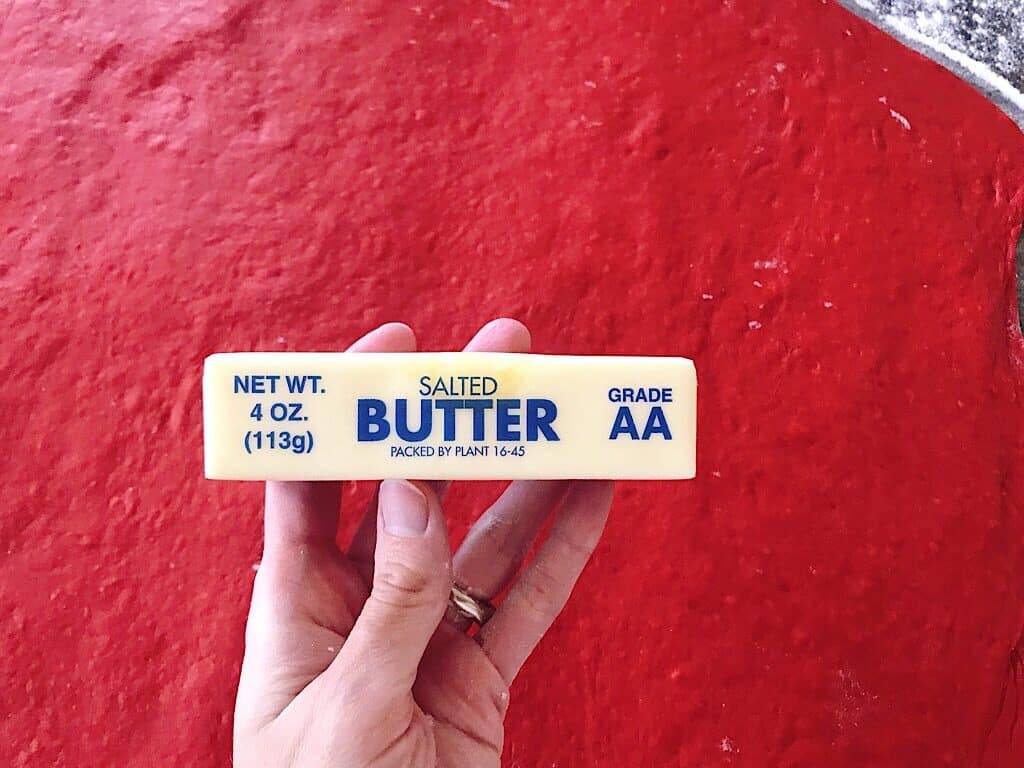 NET WT.
4 OZ.
(113g)
SALTED
BUTTER
PACKED BY PLANT 16-45
GRADE
AA